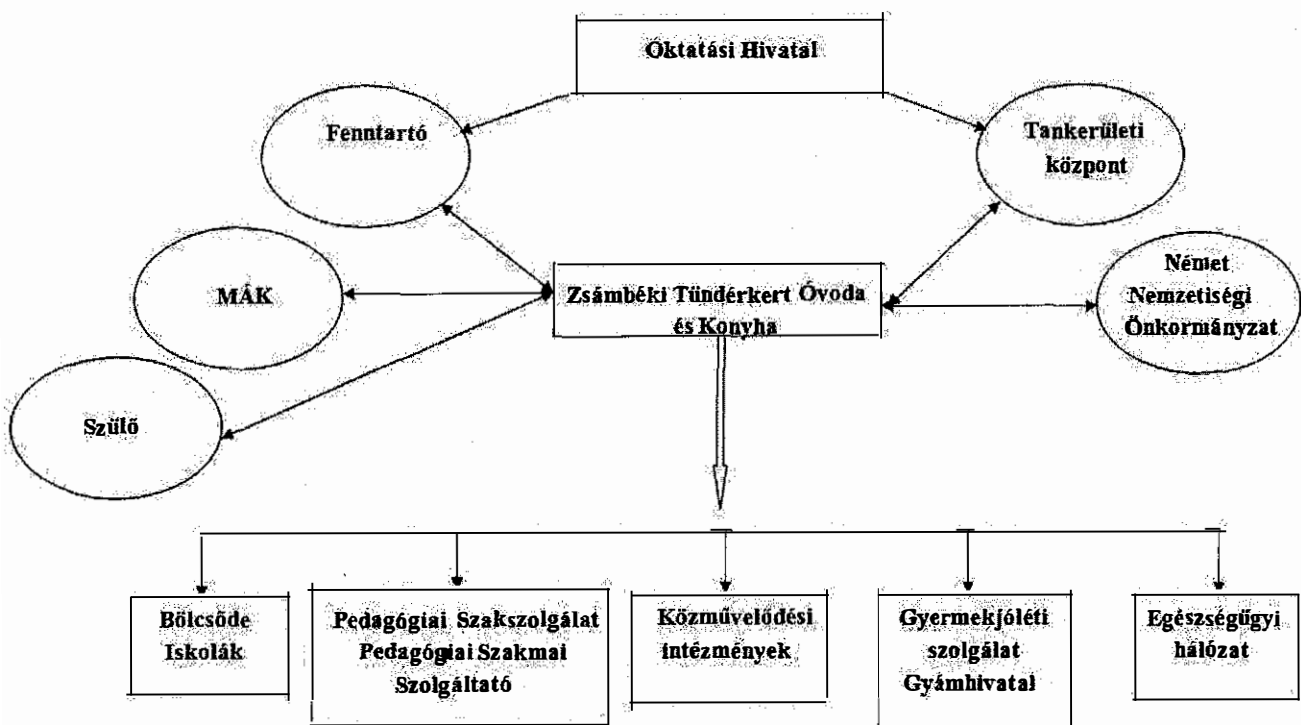 Oktatási Hivatal
Fenntartó
Tankerületi
központ
MÁK
Zsámbéki Tündérkert Óvoda
és Konyha
Német
Nemzetiségi
Önkormányzat
Szülő
Bölcsőde
Iskolák
Pedagógiai Szakszolgálat
Pedagógiai Szakmai
Szolgáltató
Közművelődési
intézmények
Gyermekjóléti
szolgálat
Gyámhivatal
Egészségügyi
hálózat